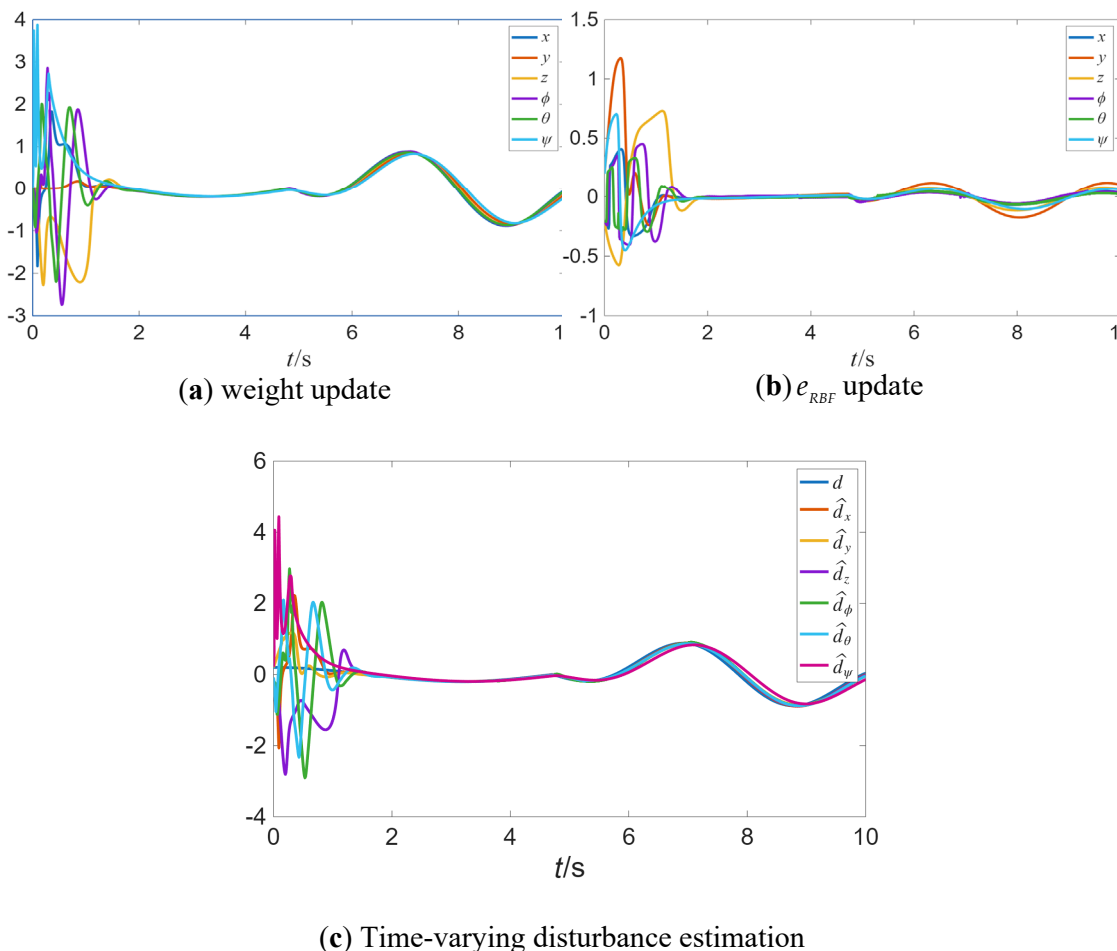 4
3
2
1
0
-1
-2
-3
0
2
4
6
8
1
x
y
z
ϕ
θ
ψ
t/s
(a) weight update
1.5
1
0.5
0
-0.5
-1
0
2
4
6
8
1
x
y
z
ϕ
θ
ψ
t/s
(b) e_RBF update
6
4
2
0
-2
-4
0
2
4
6
8
10
d
d̂_x
d̂_y
d̂_z
d̂_ϕ
d̂_θ
d̂_ψ
t/s
(c) Time-varying disturbance estimation